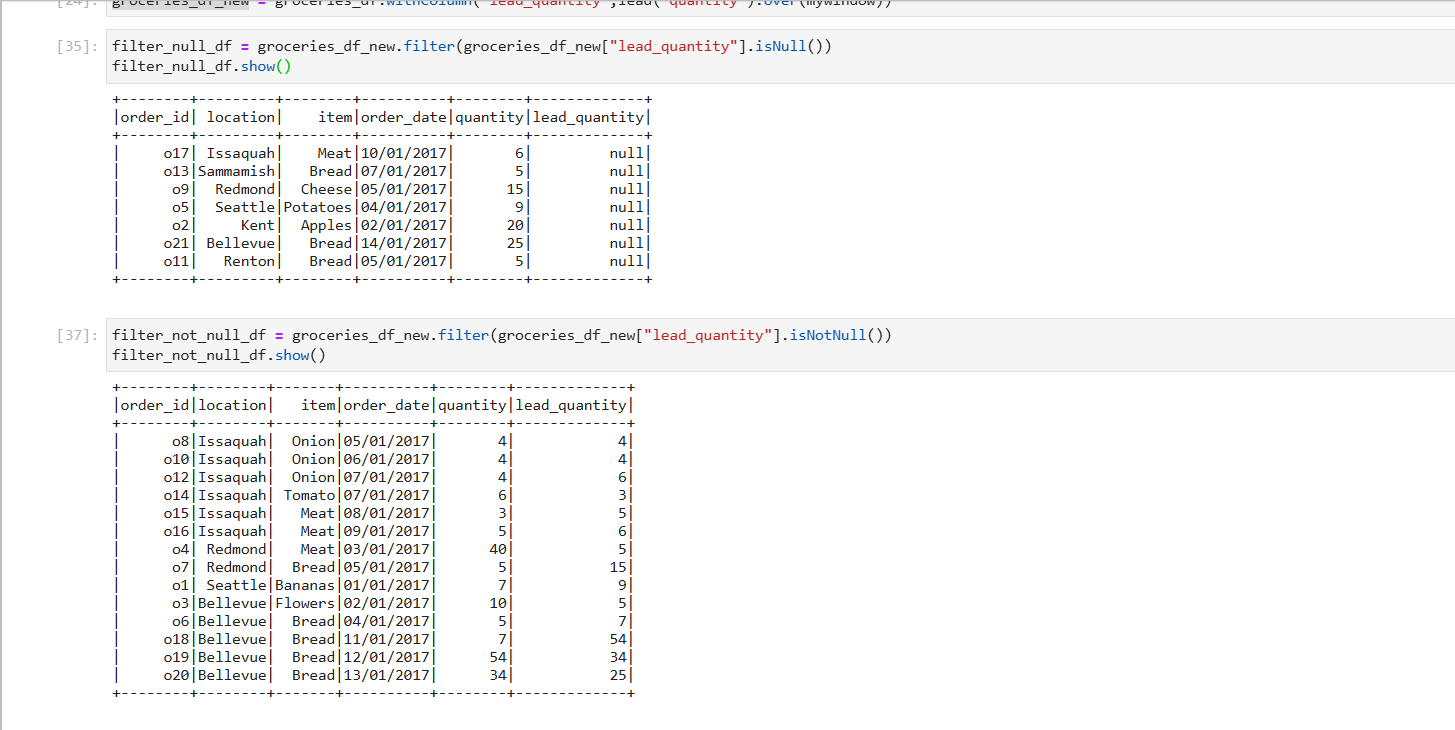 [24]: groceries_df_new = groceries_df.withColumn("lead_quantity",lead("quantity").over(mywindow))
[35]: filter_null_df = groceries_df_new.filter(groceries_df_new["lead_quantity"].isNull())
filter_null_df.show()
+--------+---------+--------+----------+--------+-------------+
|order_id| location|    item|order_date|quantity|lead_quantity|
+--------+---------+--------+----------+--------+-------------+
|     o17| Issaquah|    Meat|10/01/2017|       6|         null|
|     o13|Sammamish|   Bread|07/01/2017|       5|         null|
|      o9|  Redmond|  Cheese|05/01/2017|      15|         null|
|      o5|  Seattle|Potatoes|04/01/2017|       9|         null|
|      o2|     Kent|  Apples|02/01/2017|      20|         null|
|     o21| Bellevue|   Bread|14/01/2017|      25|         null|
|     o11|   Renton|   Bread|05/01/2017|       5|         null|
+--------+---------+--------+----------+--------+-------------+
[37]: filter_not_null_df = groceries_df_new.filter(groceries_df_new["lead_quantity"].isNotNull())
filter_not_null_df.show()
+--------+--------+-------+----------+--------+-------------+
|order_id|location|   item|order_date|quantity|lead_quantity|
+--------+--------+-------+----------+--------+-------------+
|      o8|Issaquah|  Onion|05/01/2017|       4|            4|
|     o10|Issaquah|  Onion|06/01/2017|       4|            4|
|     o12|Issaquah|  Onion|07/01/2017|       4|            6|
|     o14|Issaquah| Tomato|07/01/2017|       6|            3|
|     o15|Issaquah|   Meat|08/01/2017|       3|            5|
|     o16|Issaquah|   Meat|09/01/2017|       5|            6|
|      o4| Redmond|   Meat|03/01/2017|      40|            5|
|      o7| Redmond|  Bread|05/01/2017|       5|           15|
|      o1| Seattle|Bananas|01/01/2017|       7|            9|
|      o3|Bellevue|Flowers|02/01/2017|      10|            5|
|      o6|Bellevue|  Bread|04/01/2017|       5|            7|
|     o18|Bellevue|  Bread|11/01/2017|       7|           54|
|     o19|Bellevue|  Bread|12/01/2017|      54|           34|
|     o20|Bellevue|  Bread|13/01/2017|      34|           25|
+--------+--------+-------+----------+--------+-------------+